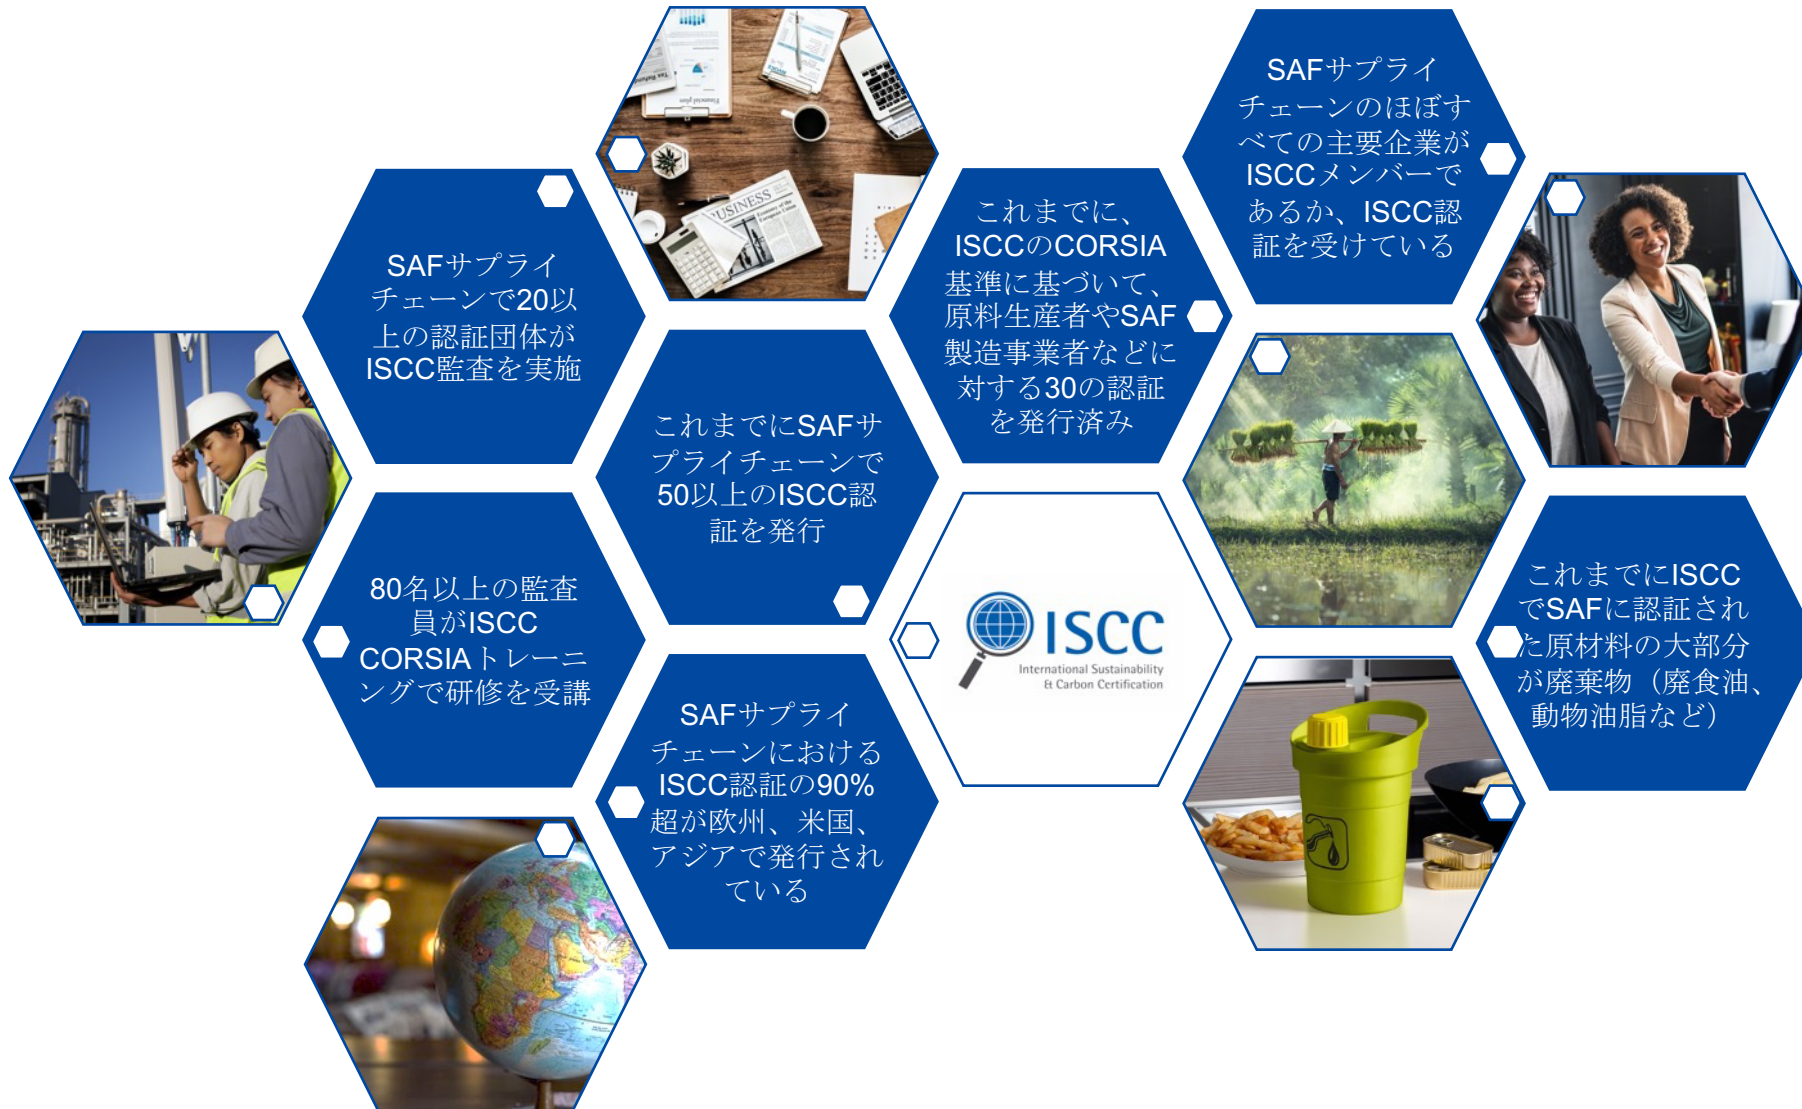 SAFサプライ
チェーンで20以
上の認証団体が
ISCC監査を実施
80名以上の監査
員がISCC
CORSIAトレーニ
ングで研修を受講
Financial plan
BUSINESS
Economy of the
European Union
これまでにSAFサ
プライチェーンで
50以上のISCC認
証を発行
SAFサプライ
チェーンにおける
ISCC認証の90%
超が欧州、米国、
アジアで発行され
ている
これまでに、
ISCCのCORSIA
基準に基づいて、
原料生産者やSAF
製造事業者などに
対する30の認証
を発行済み
ISCC
International Sustainability
& Carbon Certification
SAFサプライ
チェーンのほぼす
べての主要企業が
ISCCメンバーで
あるか、ISCC認
証を受けている
これまでにISCC
でSAFに認証され
た原材料の大部分
が廃棄物（廃食油、
動物油脂など）